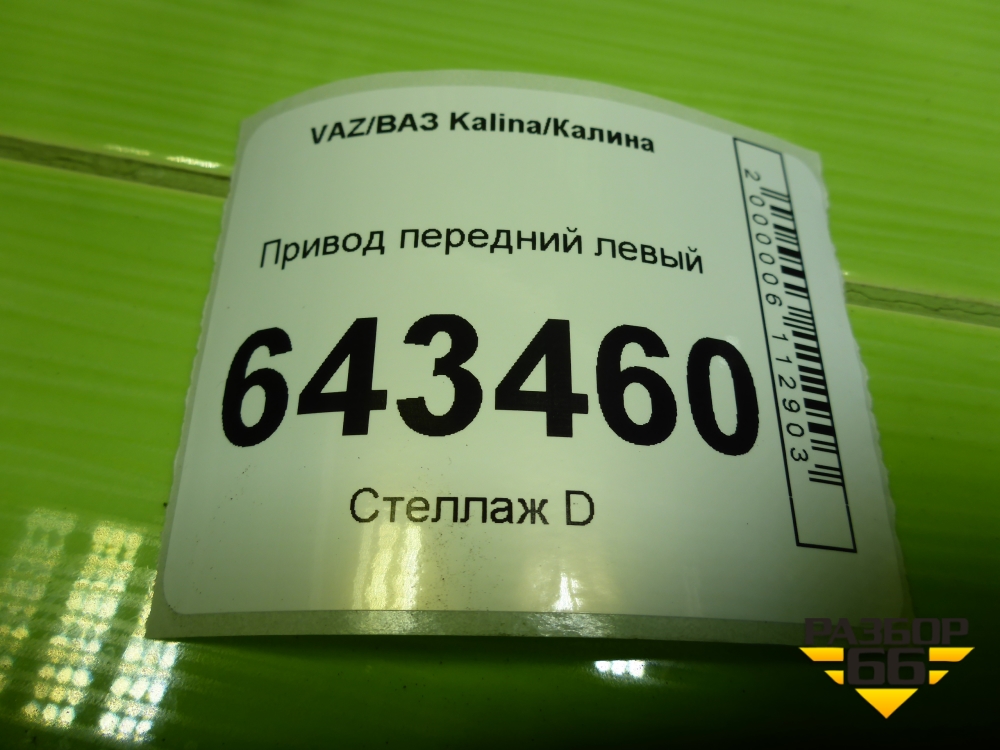 VAZ/ВАЗ Kalina/Калина
Привод передний левый
643460
Стеллаж D
2000006112903
РАЗБОР
66